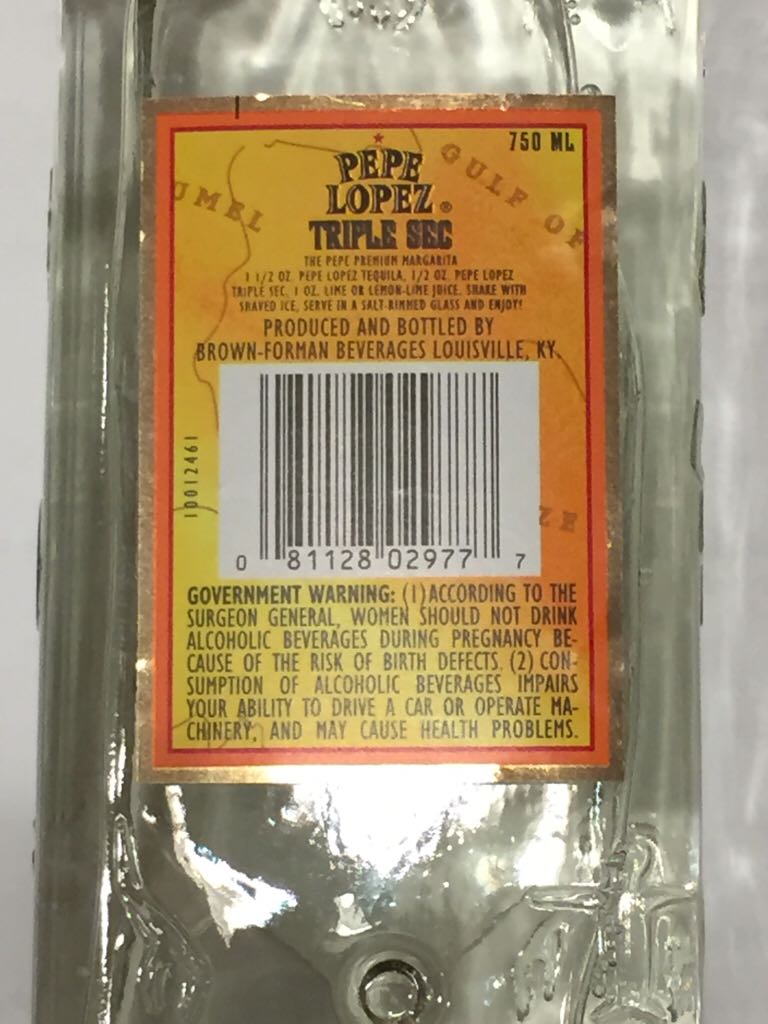 750 ML
GULF OF
UMEL
PEPE
LOPEZ®
TRIPLE SEC
THE PEPE PREMIUM MARGARITA
1 1/2 OZ. PEPE LOPEZ TEQUILA, 1/2 OZ. PEPE LOPEZ
TRIPLE SEC, 1 OZ. LIME OR LEMON-LIME JUICE. SHAKE WITH
SHAVED ICE, SERVE IN A SALT-RIMMED GLASS AND ENJOY!
PRODUCED AND BOTTLED BY
BROWN-FORMAN BEVERAGES LOUISVILLE, KY.
10012461
ZE
0 81128 02977 7
GOVERNMENT WARNING: (1) ACCORDING TO THE
SURGEON GENERAL, WOMEN SHOULD NOT DRINK
ALCOHOLIC BEVERAGES DURING PREGNANCY BE-
CAUSE OF THE RISK OF BIRTH DEFECTS. (2) CON-
SUMPTION OF ALCOHOLIC BEVERAGES IMPAIRS
YOUR ABILITY TO DRIVE A CAR OR OPERATE MA-
CHINERY, AND MAY CAUSE HEALTH PROBLEMS.